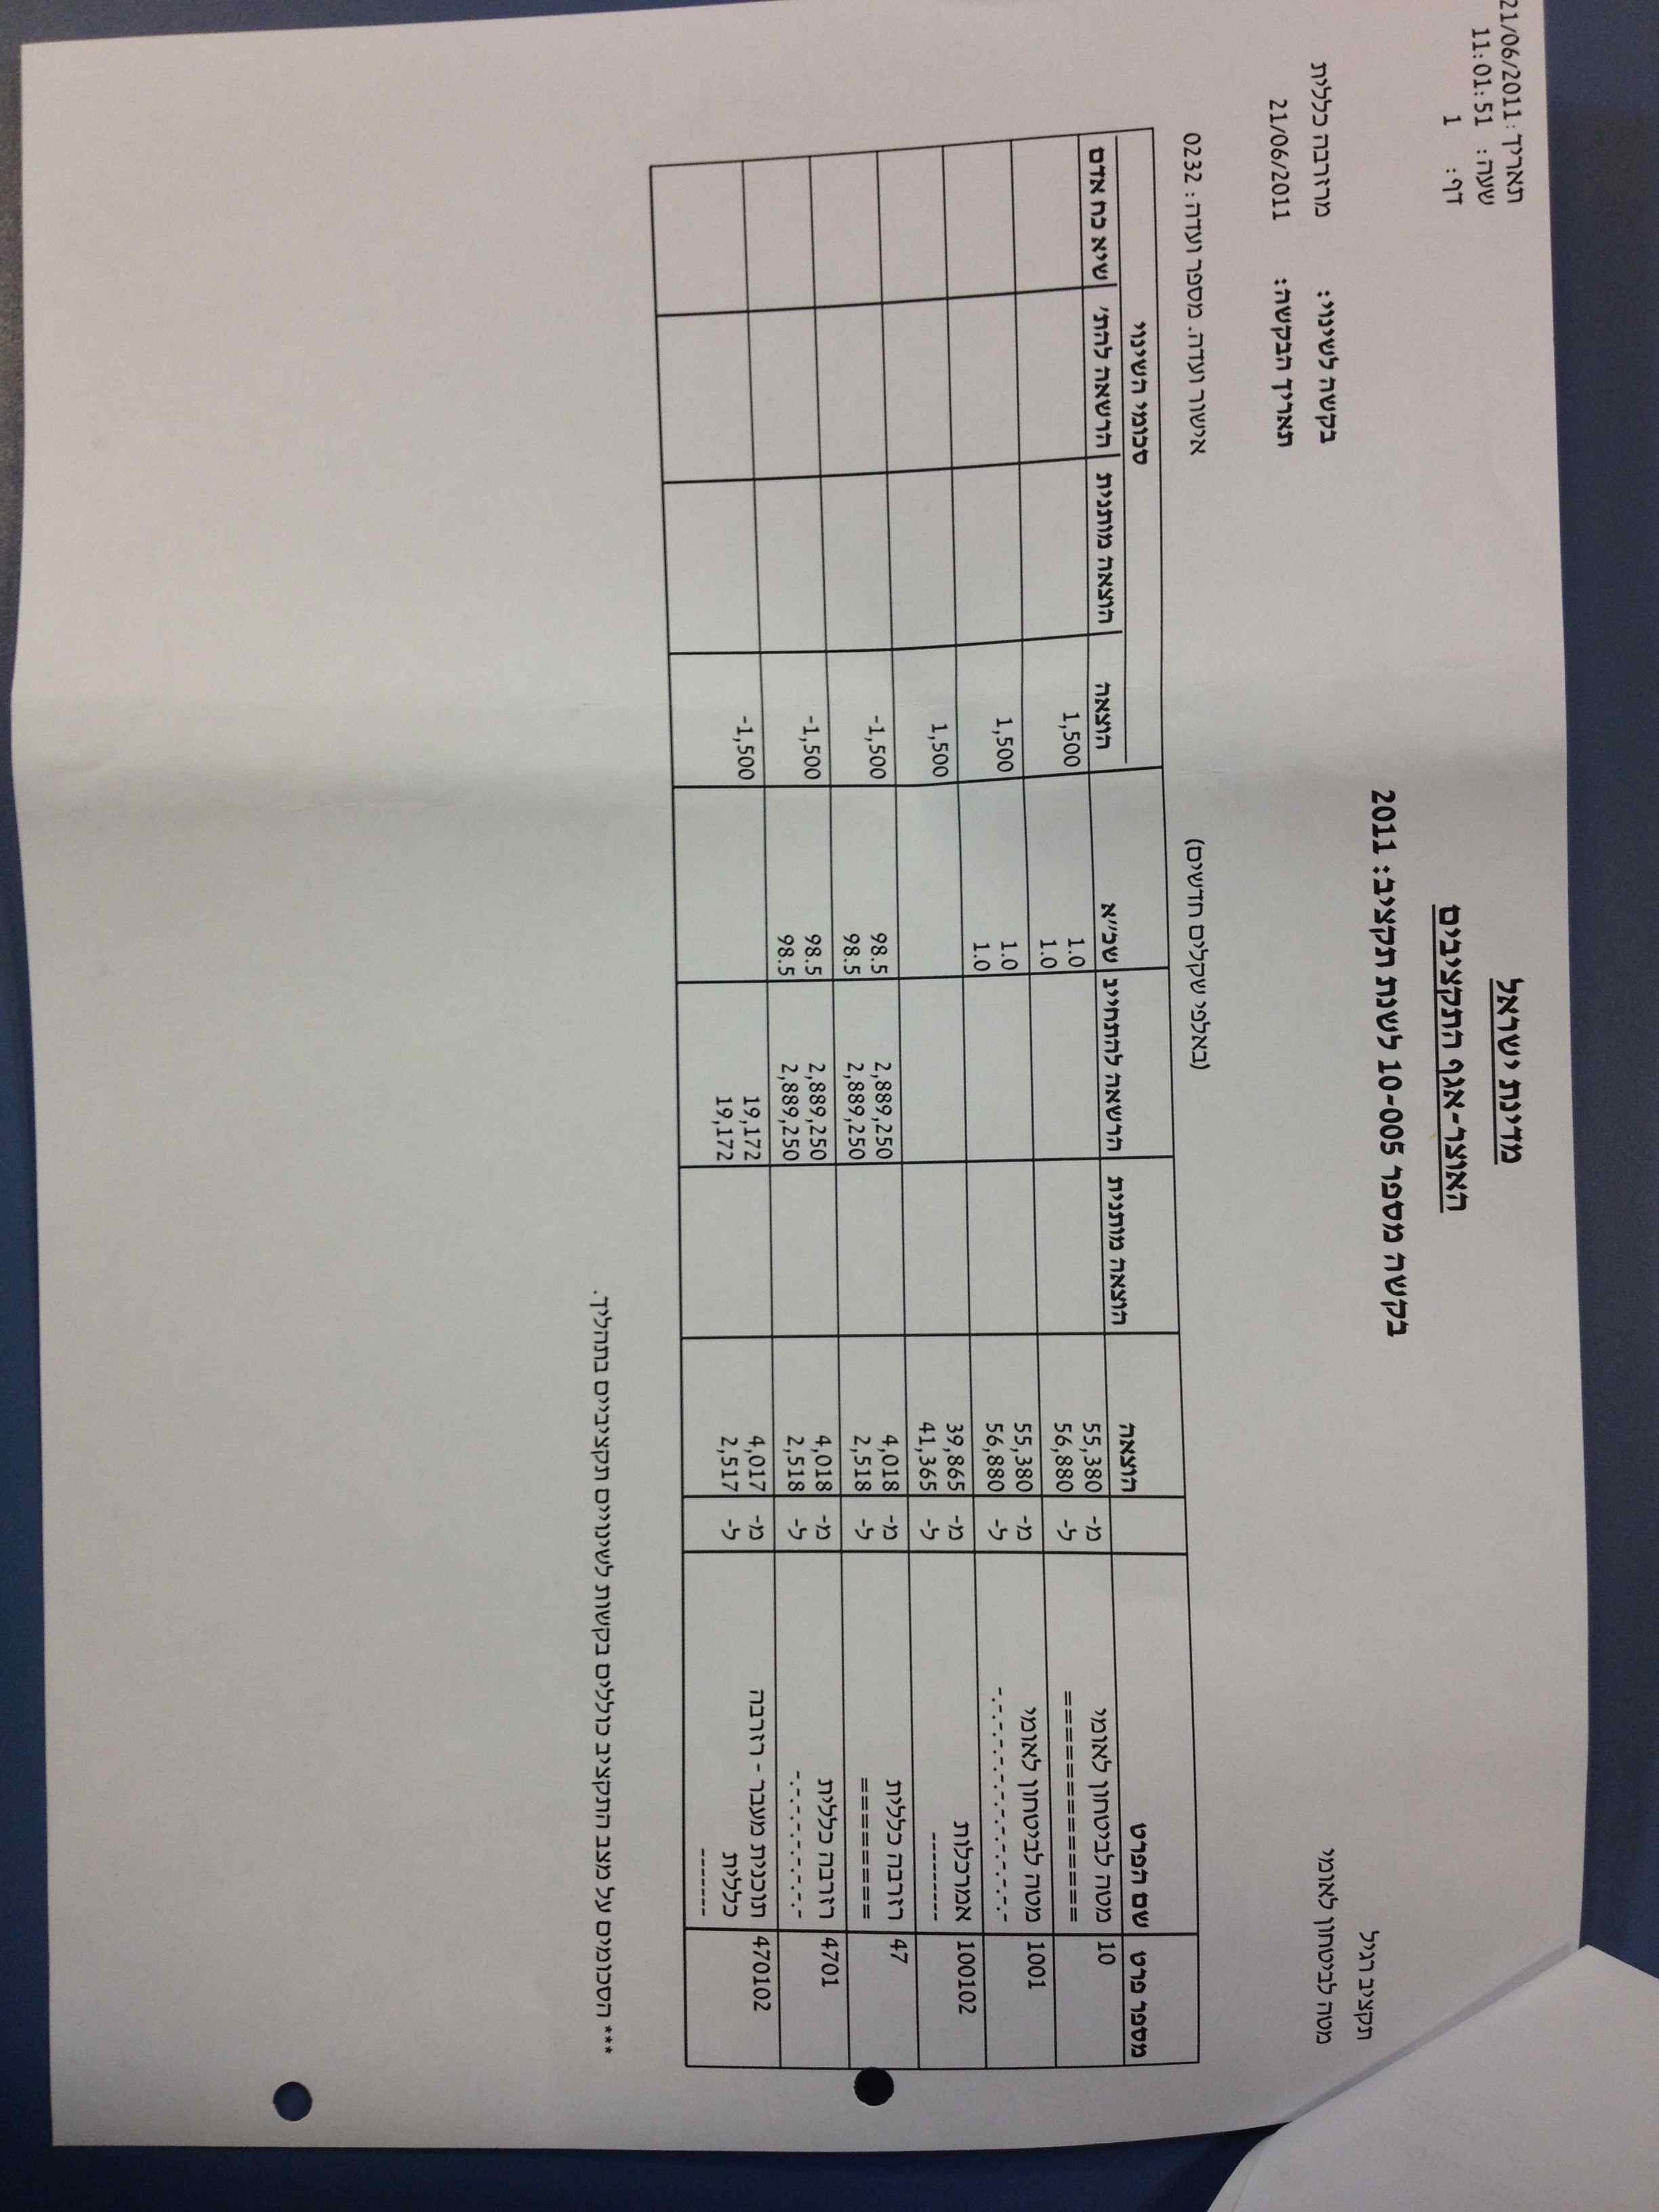 תאריך: 21/06/2011
שעה: 11:01:51
דף: 1
מדינת ישראל
האוצר-אגף התקציבים
בקשה מספר 10-005 לשנת תקציב: 2011
תקציב רגיל
מטה לביטחון לאומי
בקשה לשינוי: מרזרבה כללית
תאריך הבקשה: 21/06/2011
(באלפי שקלים חדשים)
אישור ועדה. מספר ועדה: 0232
סכומי השינוי
מספר פרט שם הפרט הוצאה הוצאה מותנית הרשאה להתחייב שכ״א הוצאה הוצאה מותנית הרשאה להת׳ שיא כח אדם
10 מטה לביטחון לאומי מ- 55,380 1.0 1,500
============= ל- 56,880 1.0
1001 מטה לביטחון לאומי מ- 55,380 1.0 1,500
-.-.-.-.-.-.-.-.-.- ל- 56,880 1.0
100102 אמרכלות מ- 39,865 1,500
-------- ל- 41,365
47 רזרבה כללית מ- 4,018 2,889,250 98.5 -1,500
======== ל- 2,518 2,889,250 98.5
4701 רזרבה כללית מ- 4,018 2,889,250 98.5 -1,500
-.-.-.-.-.-.-.- ל- 2,518 2,889,250 98.5
470102 תוכנית מעבר - רזרבה מ- 4,017 19,172 -1,500
כללית ל- 2,517 19,172
-------
*** הסכומים על מצב התקציב כוללים בקשות לשינויים תקציביים בתהליך.